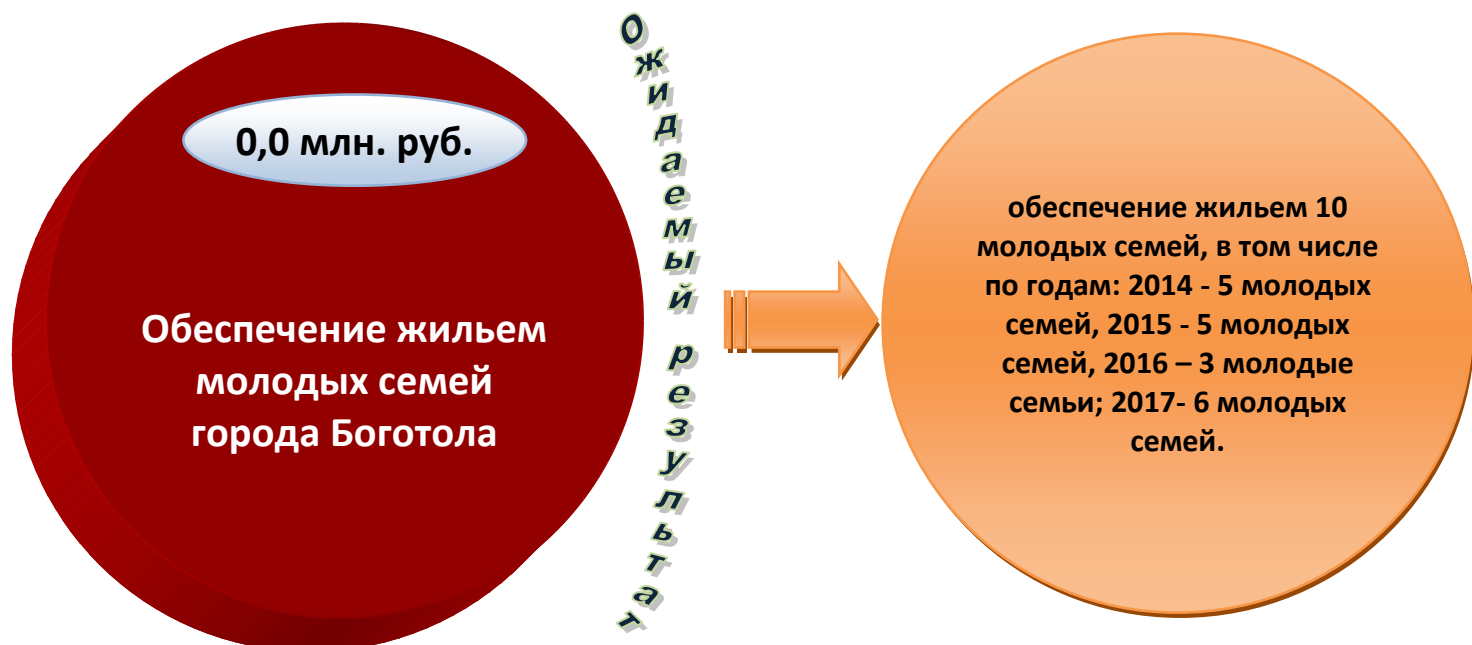 0,0 млн. руб.
Обеспечение жильем
молодых семей
города Боготола
Ожидаемый результат
обеспечение жильем 10
молодых семей, в том числе
по годам: 2014 - 5 молодых
семей, 2015 - 5 молодых
семей, 2016 – 3 молодые
семьи; 2017- 6 молодых
семей.